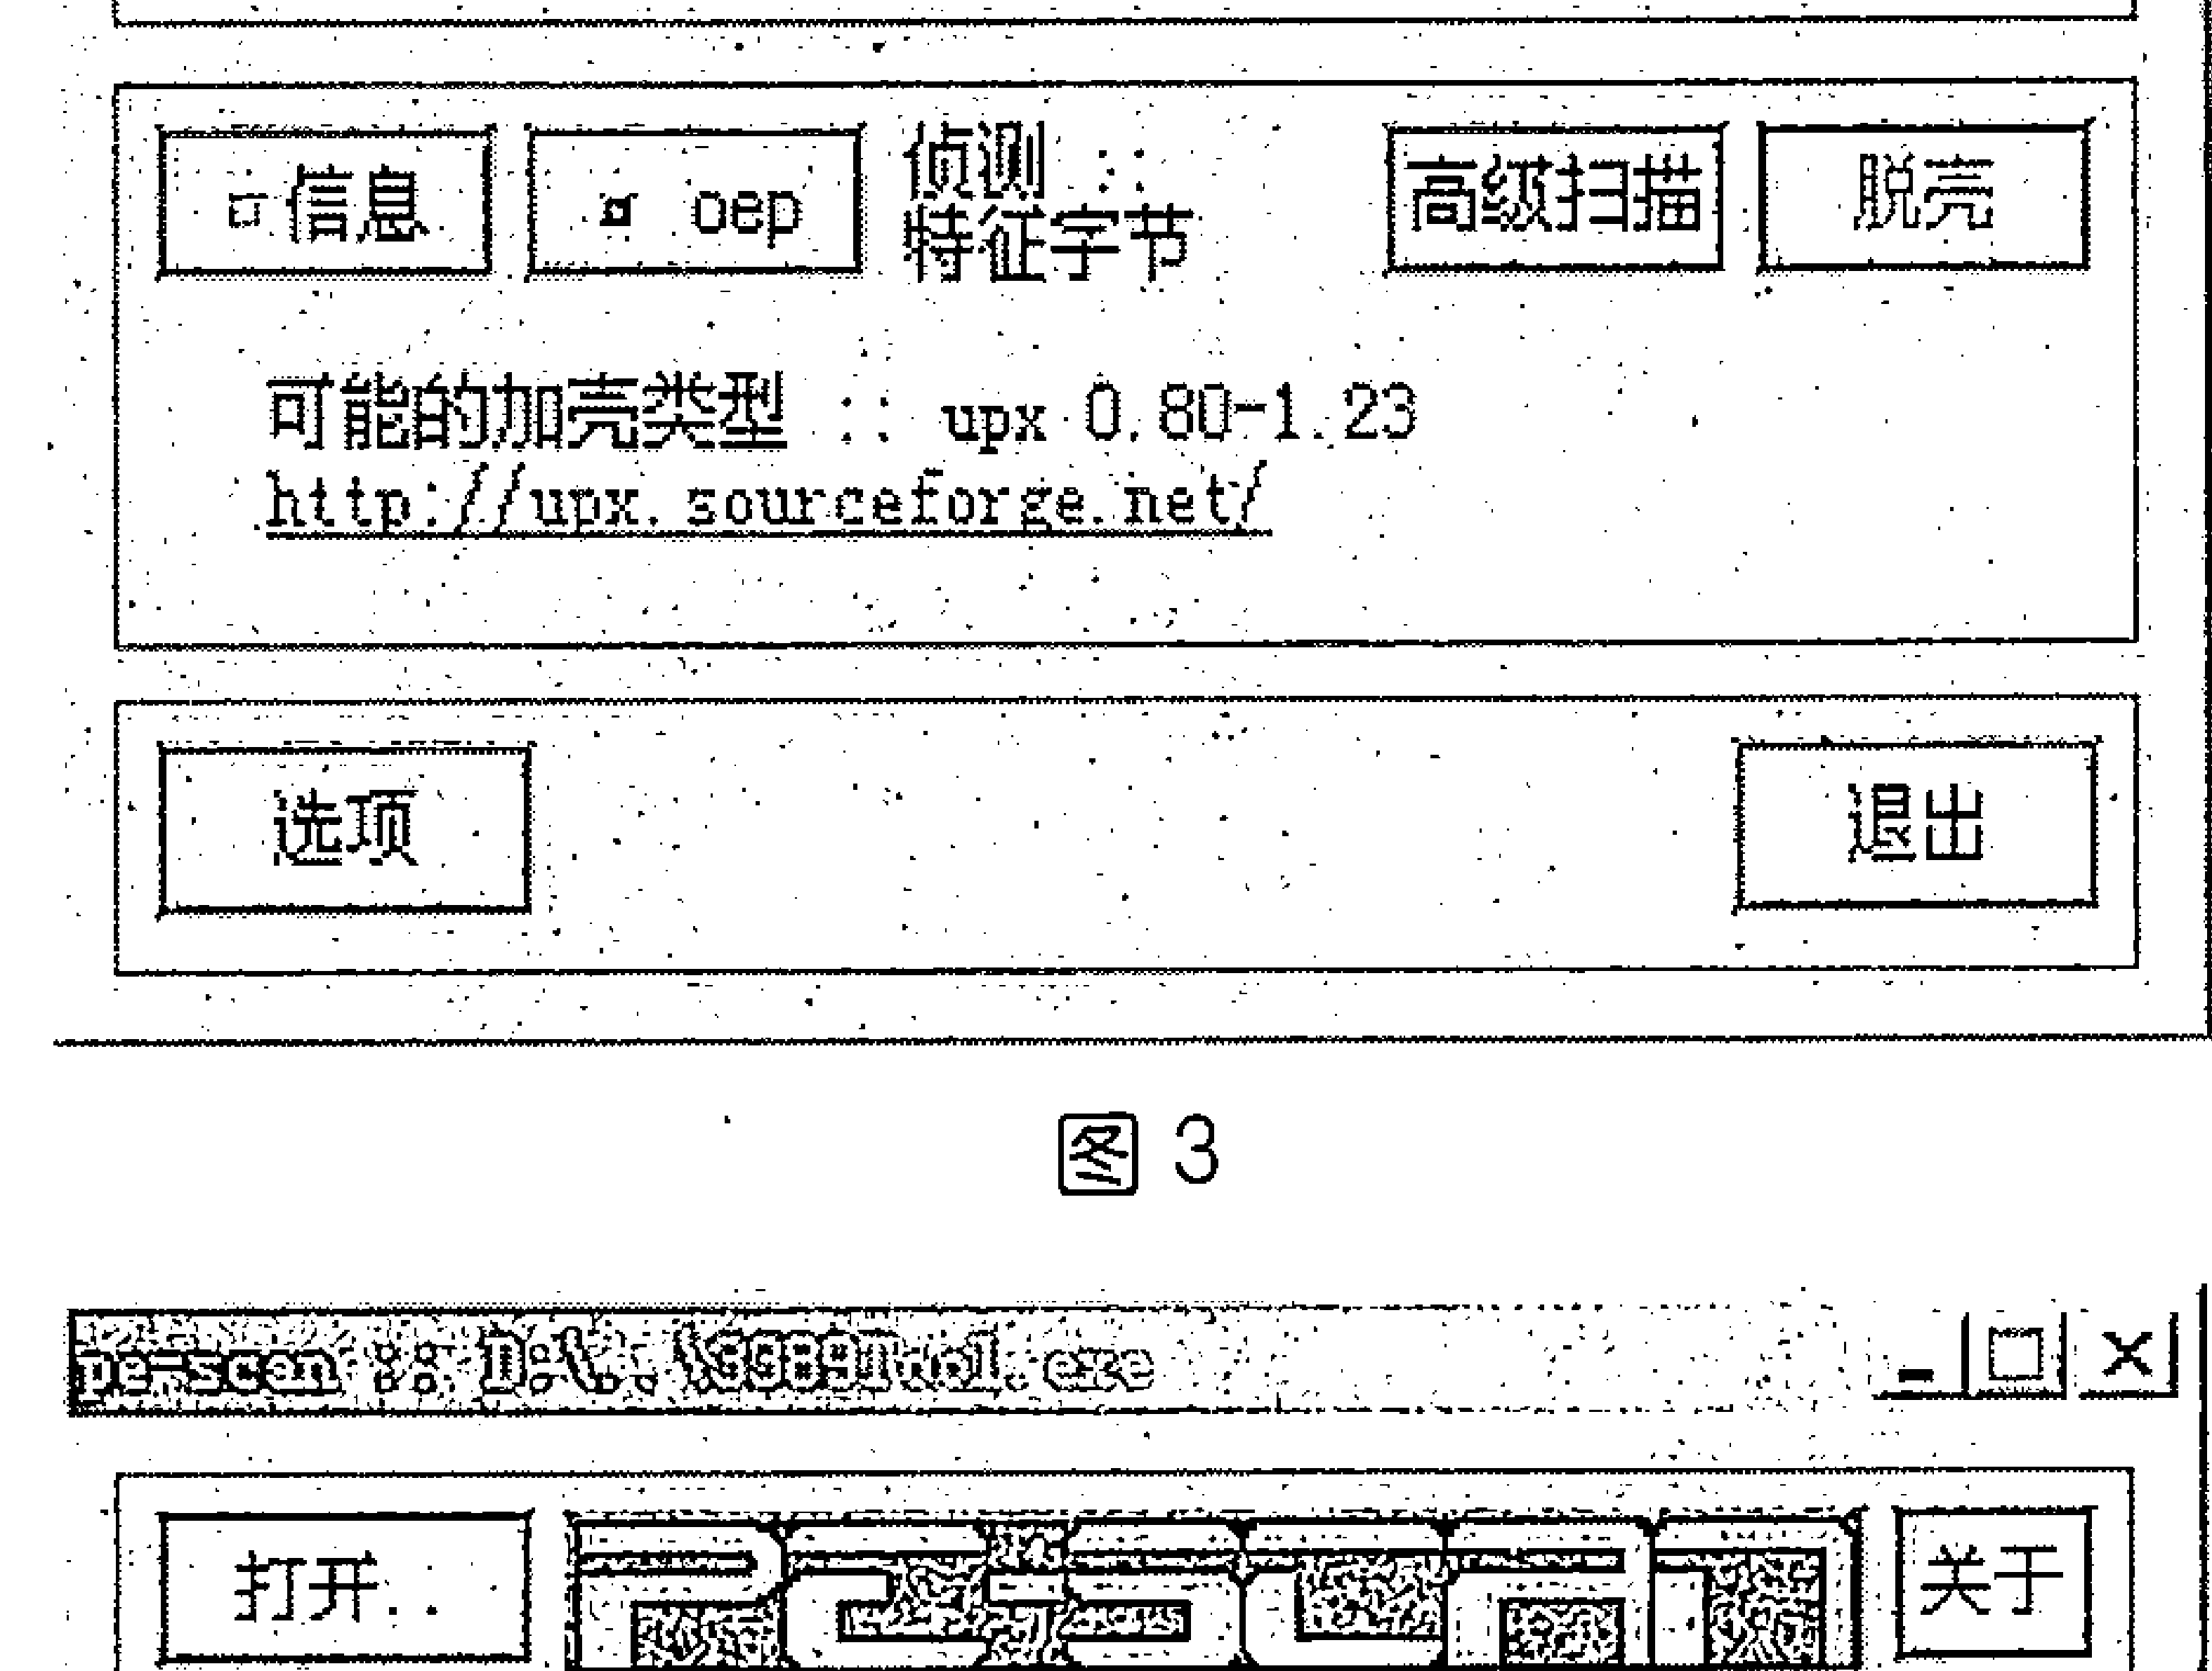 信息 oep 侦测 :: 高级扫描 脱壳
特征字节
可能的加壳类型 :: upx 0.80-1.23
http://upx.sourceforge.net/
选项 退出
图 3
pe-scan :: D:\..\
打开.. 关于